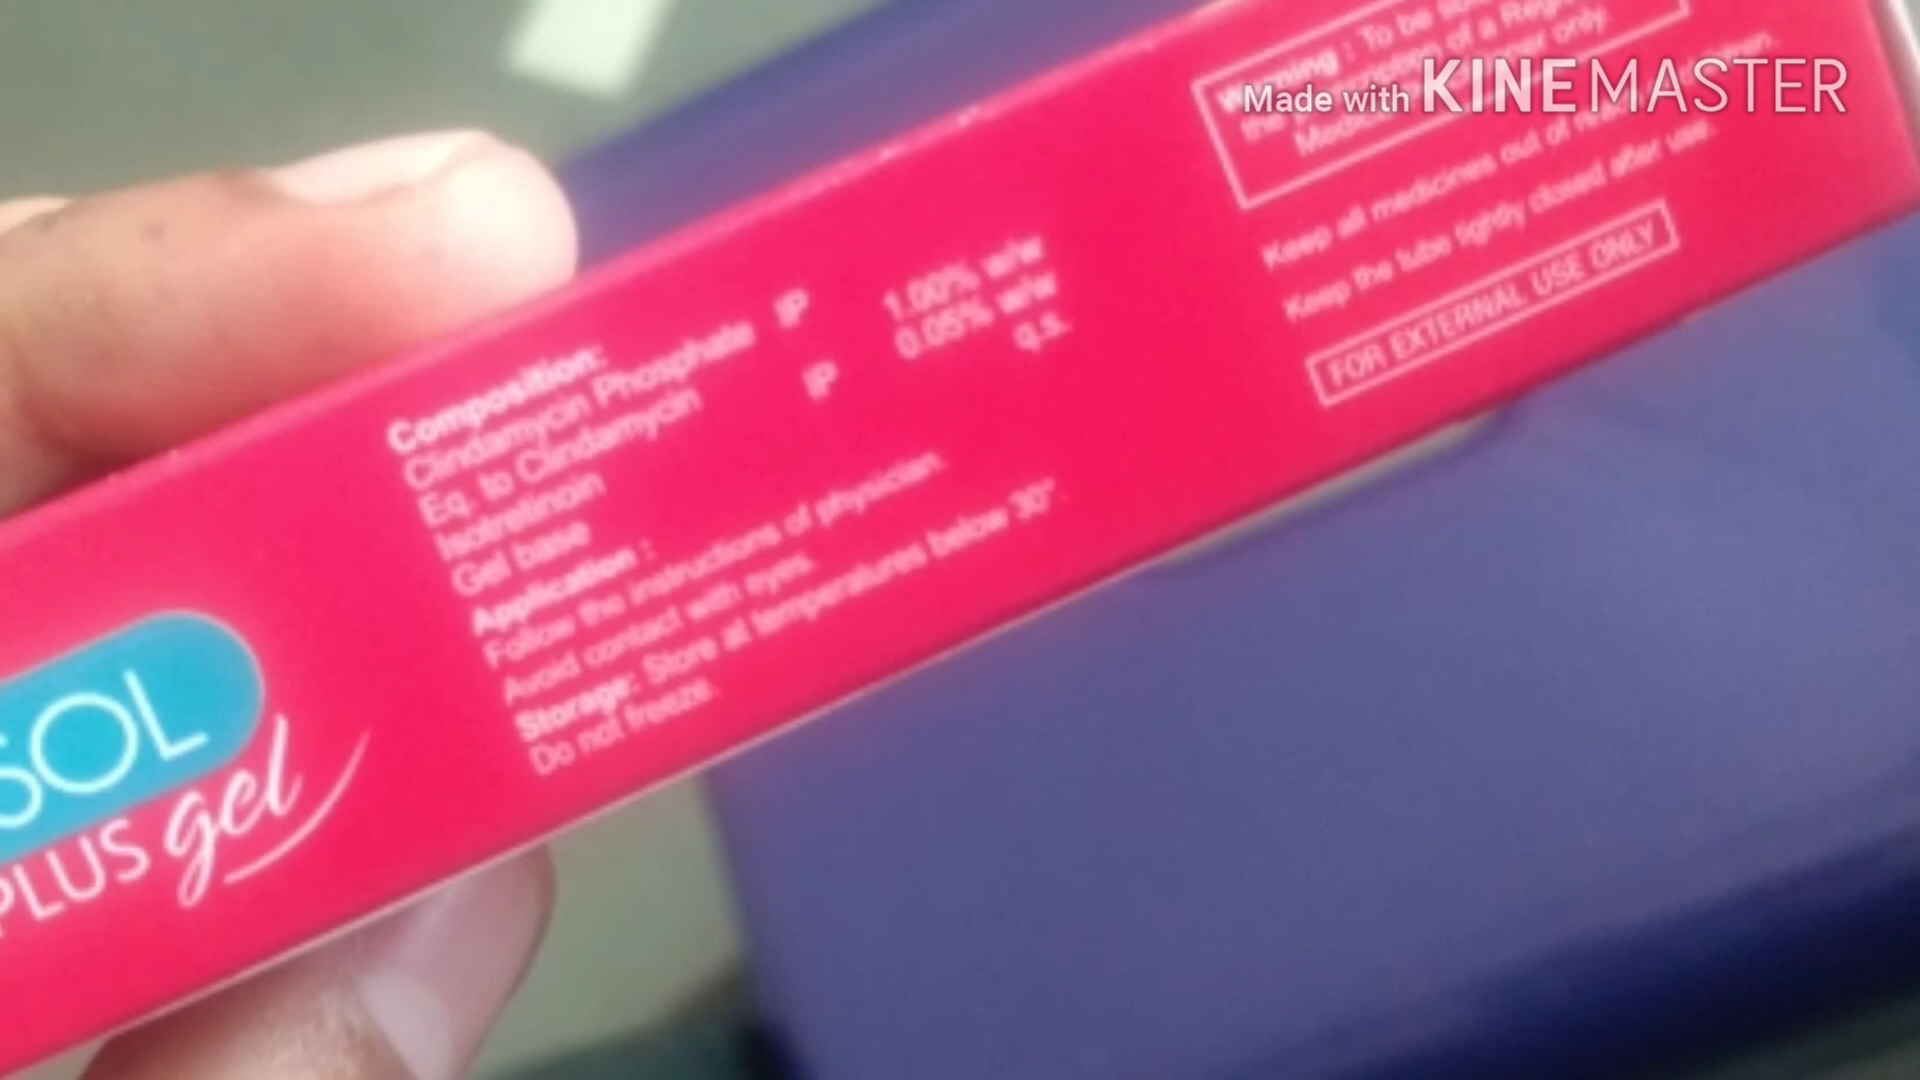 SOL
PLUS gel
Composition:
Clindamycin Phosphate IP
Eq. to Clindamycin 1.00% w/w
Isotretinoin IP 0.05% w/w
Gel base q.s.
Application :
Follow the instructions of physician.
Avoid contact with eyes.
Storage: Store at temperatures below 30°.
Do not freeze.
Warning : To be
of a
only.
Keep all medicines out of children.
Keep the tube tightly closed after use.
FOR EXTERNAL USE ONLY
Made with KINEMASTER